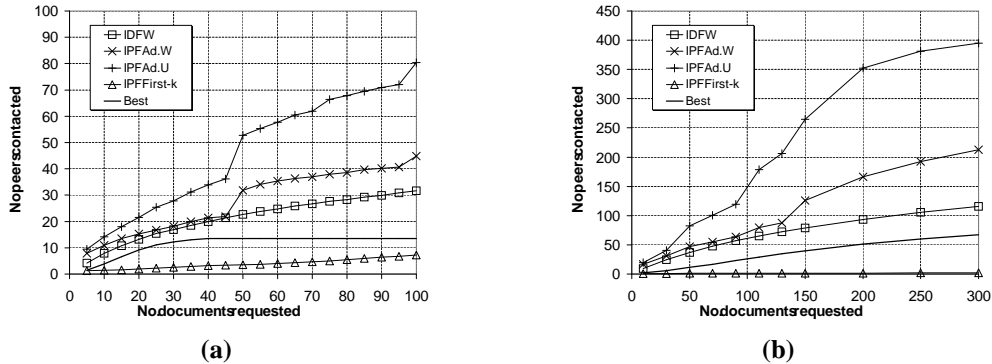 100
90
80
70
60
50
40
30
20
10
0
Nopeerscontacted
IDFW
IPFAd.W
IPFAd.U
IPFFirst-k
Best
0 10 20 30 40 50 60 70 80 90 100
No.documentsrequested
(a)
450
400
350
300
250
200
150
100
50
0
Nopeerscontacted
IDFW
IPFAd.W
IPFAd.U
IPFFirst-k
Best
0 50 100 150 200 250 300
No.documentsrequested
(b)